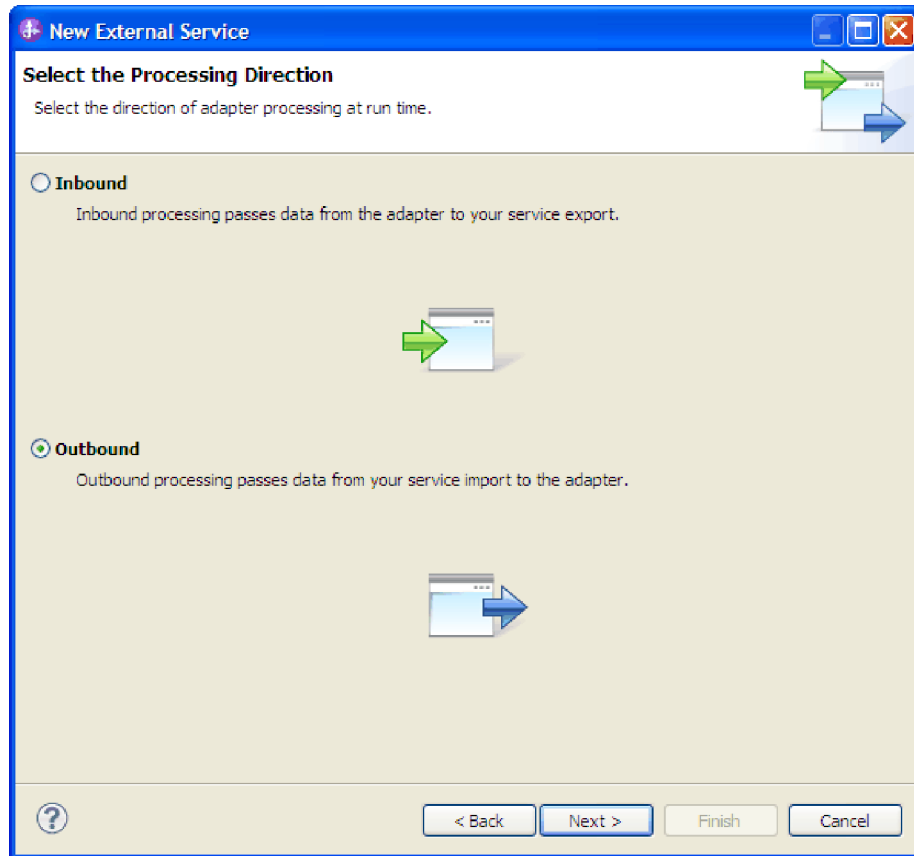 New External Service
Select the Processing Direction
Select the direction of adapter processing at run time.
Inbound
Inbound processing passes data from the adapter to your service export.
Outbound
Outbound processing passes data from your service import to the adapter.
?
< Back
Next >
Finish
Cancel